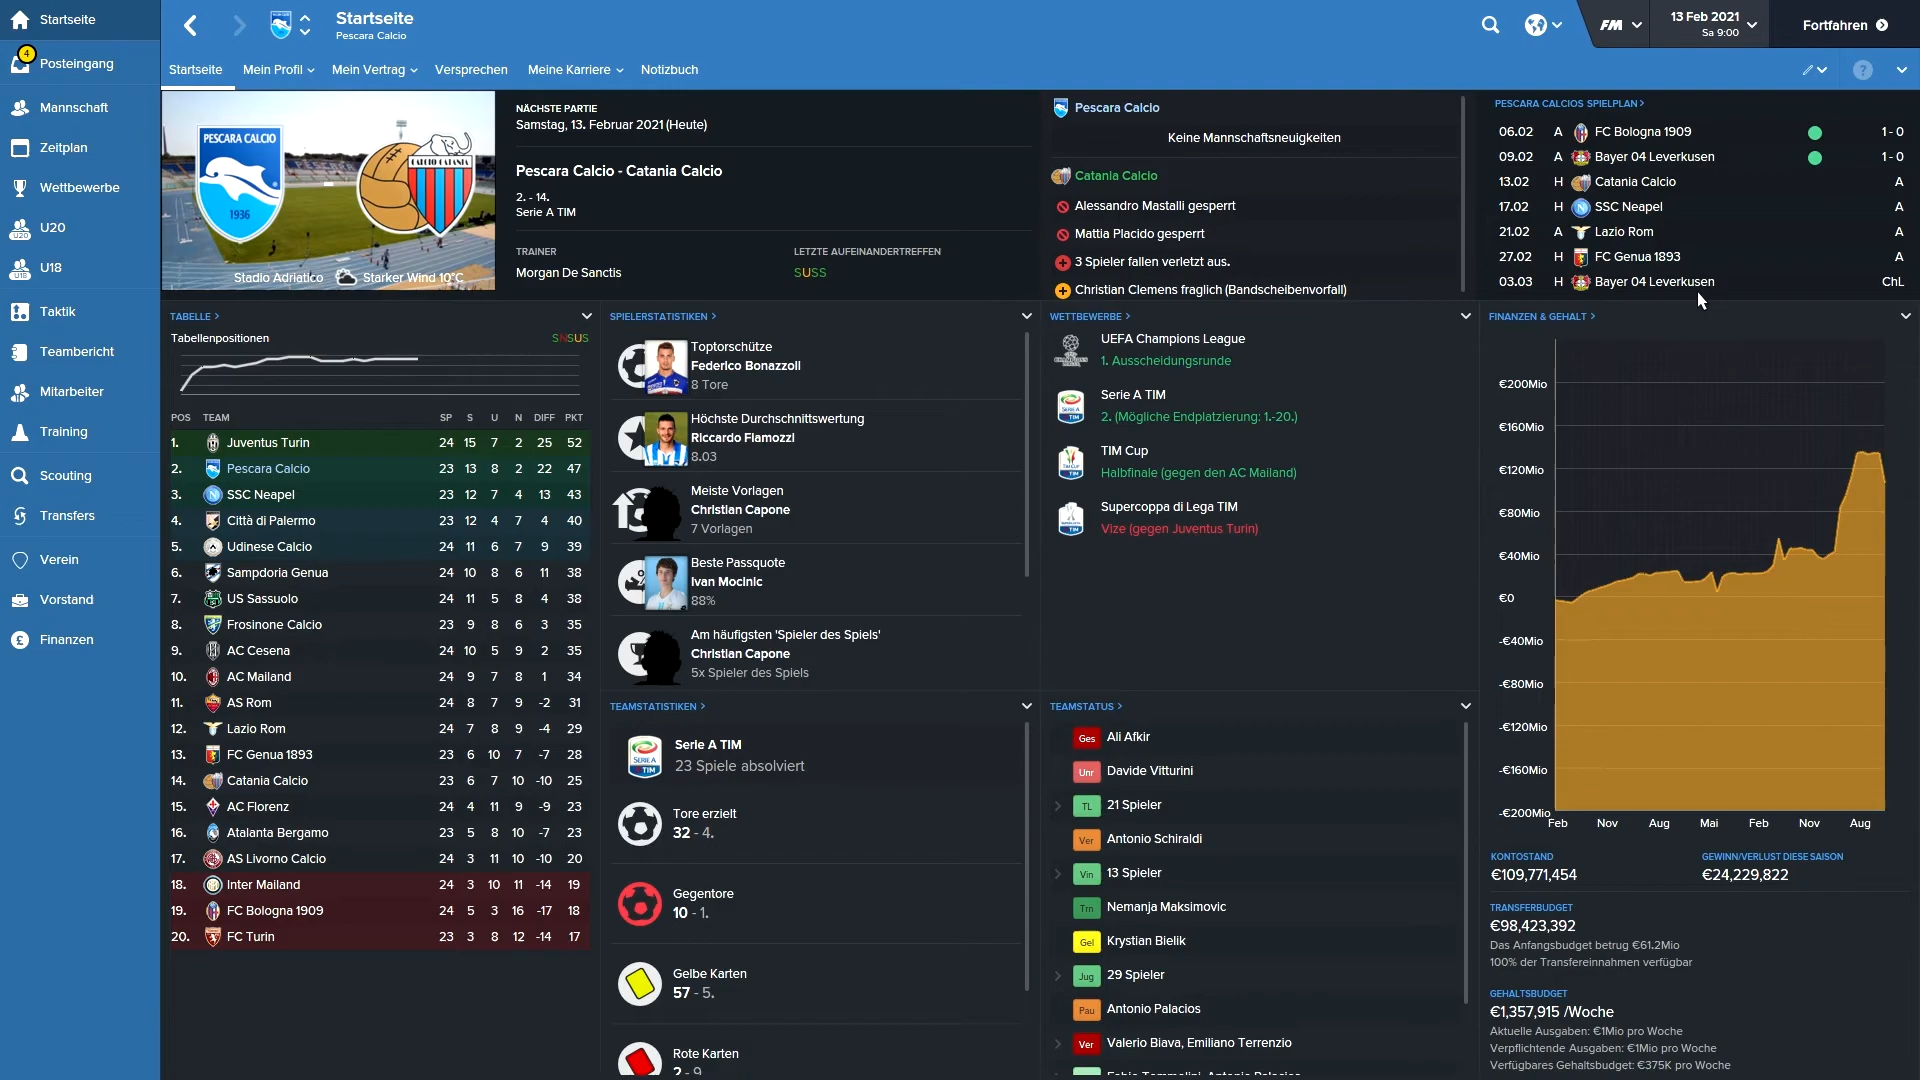 Startseite
4
Posteingang
Mannschaft
Zeitplan
Wettbewerbe
U20
U18
Taktik
Teambericht
Mitarbeiter
Training
Scouting
Transfers
Verein
Vorstand
Finanzen
Startseite
Pescara Calcio
FM
13 Feb 2021
Sa 9:00
Fortfahren
Startseite
Mein Profil
Mein Vertrag
Versprechen
Meine Karriere
Notizbuch
?
PESCARA CALCIO
1936
CALCIO CATANIA
Stadio Adriatico
Starker Wind 10°C
NÄCHSTE PARTIE
Samstag, 13. Februar 2021 (Heute)
Pescara Calcio - Catania Calcio
2. - 14.
Serie A TIM
TRAINER
Morgan De Sanctis
LETZTE AUFEINANDERTREFFEN
SUSS
Pescara Calcio
Keine Mannschaftsneuigkeiten
Catania Calcio
Alessandro Mastalli gesperrt
Mattia Placido gesperrt
3 Spieler fallen verletzt aus.
Christian Clemens fraglich (Bandscheibenvorfall)
PESCARA CALCIOS SPIELPLAN >
06.02 A FC Bologna 1909 1 - 0
09.02 A Bayer 04 Leverkusen 1 - 0
13.02 H Catania Calcio A
17.02 H SSC Neapel A
21.02 A Lazio Rom A
27.02 H FC Genua 1893 A
03.03 H Bayer 04 Leverkusen ChL
TABELLE >
Tabellenpositionen
SNSUS
POS TEAM SP S U N DIFF PKT
1. Juventus Turin 24 15 7 2 25 52
2. Pescara Calcio 23 13 8 2 22 47
3. SSC Neapel 23 12 7 4 13 43
4. Città di Palermo 23 12 4 7 4 40
5. Udinese Calcio 24 11 6 7 9 39
6. Sampdoria Genua 24 10 8 6 11 38
7. US Sassuolo 24 11 5 8 4 38
8. Frosinone Calcio 23 9 8 6 3 35
9. AC Cesena 24 10 5 9 2 35
10. AC Mailand 24 9 7 8 1 34
11. AS Rom 24 8 7 9 -2 31
12. Lazio Rom 24 7 8 9 -4 29
13. FC Genua 1893 23 6 10 7 -7 28
14. Catania Calcio 23 6 7 10 -10 25
15. AC Florenz 24 4 11 9 -9 23
16. Atalanta Bergamo 23 5 8 10 -7 23
17. AS Livorno Calcio 24 3 11 10 -10 20
18. Inter Mailand 24 3 10 11 -14 19
19. FC Bologna 1909 24 5 3 16 -17 18
20. FC Turin 23 3 8 12 -14 17
SPIELERSTATISTIKEN >
Toptorschütze
Federico Bonazzoli
8 Tore
Höchste Durchschnittswertung
Riccardo Fiamozzi
8.03
Meiste Vorlagen
Christian Capone
7 Vorlagen
Beste Passquote
Ivan Mocinic
88%
Am häufigsten 'Spieler des Spiels'
Christian Capone
5x Spieler des Spiels
TEAMSTATISTIKEN >
Serie A TIM
23 Spiele absolviert
Tore erzielt
32 - 4.
Gegentore
10 - 1.
Gelbe Karten
57 - 5.
Rote Karten
2 - 9
WETTBEWERBE >
UEFA Champions League
1. Ausscheidungsrunde
Serie A TIM
2. (Mögliche Endplatzierung: 1.-20.)
TIM Cup
Halbfinale (gegen den AC Mailand)
Supercoppa di Lega TIM
Vize (gegen Juventus Turin)
TEAMSTATUS >
Ges Ali Afkir
Unr Davide Vitturini
TL 21 Spieler
Ver Antonio Schiraldi
Vin 13 Spieler
Trn Nemanja Maksimovic
Gel Krystian Bielik
Jug 29 Spieler
Pau Antonio Palacios
Ver Valerio Biava, Emiliano Terrenzio
FINANZEN & GEHALT >
€200Mio
€160Mio
€120Mio
€80Mio
€40Mio
€0
-€40Mio
-€80Mio
-€120Mio
-€160Mio
-€200Mio
Feb Nov Aug Mai Feb Nov Aug
KONTOSTAND
€109,771,454
GEWINN/VERLUST DIESE SAISON
€24,229,822
TRANSFERBUDGET
€98,423,392
Das Anfangsbudget betrug €61.2Mio
100% der Transfereinnahmen verfügbar
GEHALTSBUDGET
€1,357,915 /Woche
Aktuelle Ausgaben: €1Mio pro Woche
Verpflichtende Ausgaben: €1Mio pro Woche
Verfügbares Gehaltsbudget: €375K pro Woche